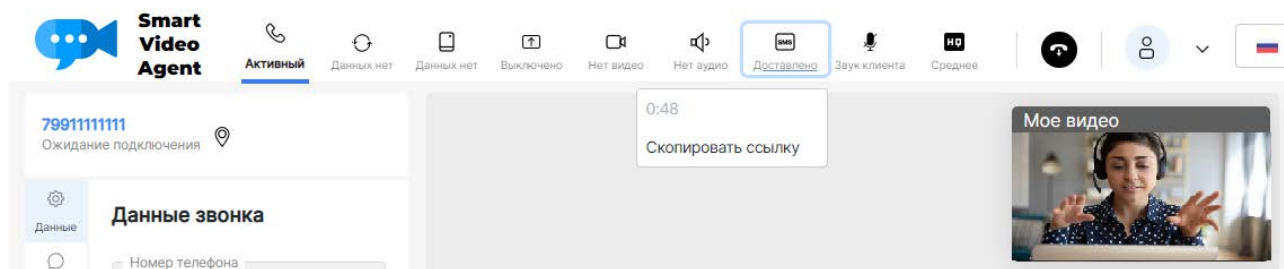 Smart
Video
Agent
Активный
Данных нет
Данных нет
Выключено
Нет видео
Нет аудио
SMS
Доставлено
Звук клиента
HQ
Среднее
0:48
Скопировать ссылку
79911111111
Ожидание подключения
Мое видео
Данные
Данные звонка
Номер телефона